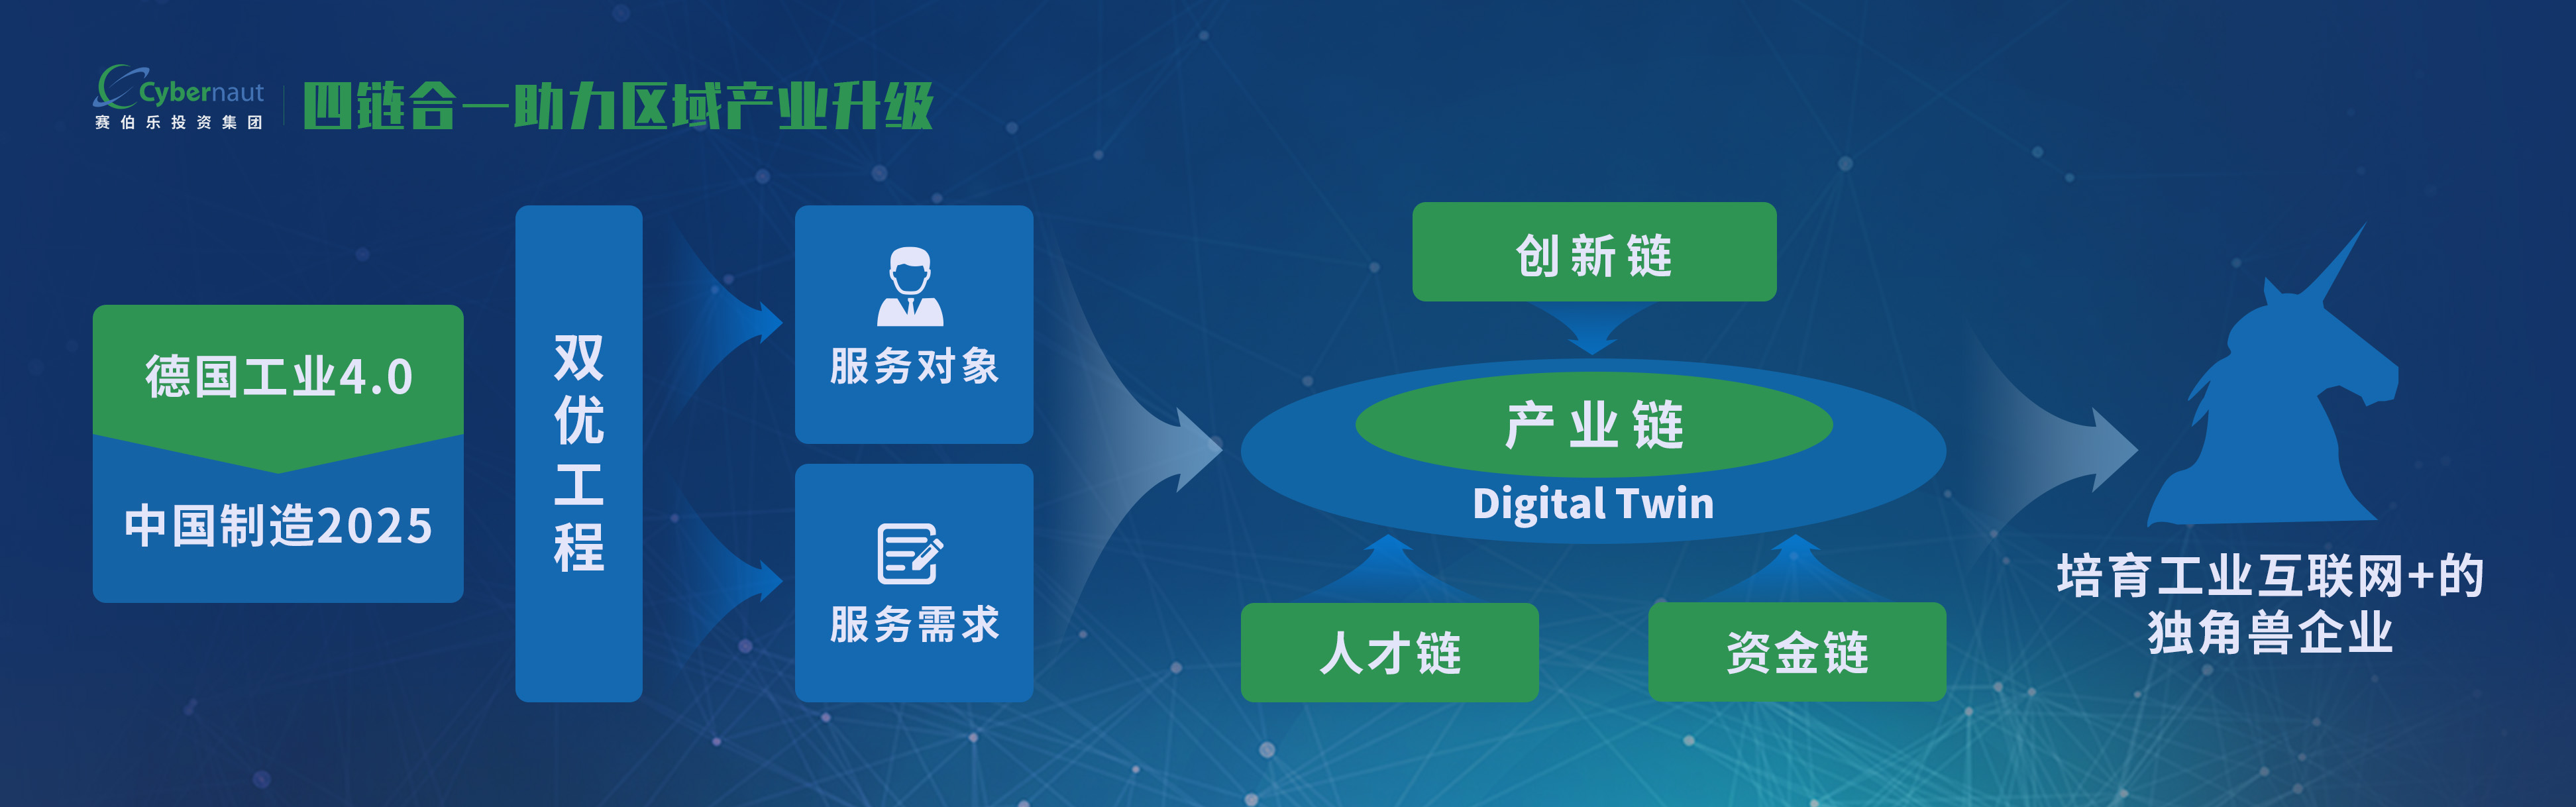 Cybernaut
赛伯乐投资集团
四链合一助力区域产业升级
德国工业4.0
中国制造2025
双优工程
服务对象
服务需求
创新链
产业链
Digital Twin
人才链
资金链
培育工业互联网+的
独角兽企业